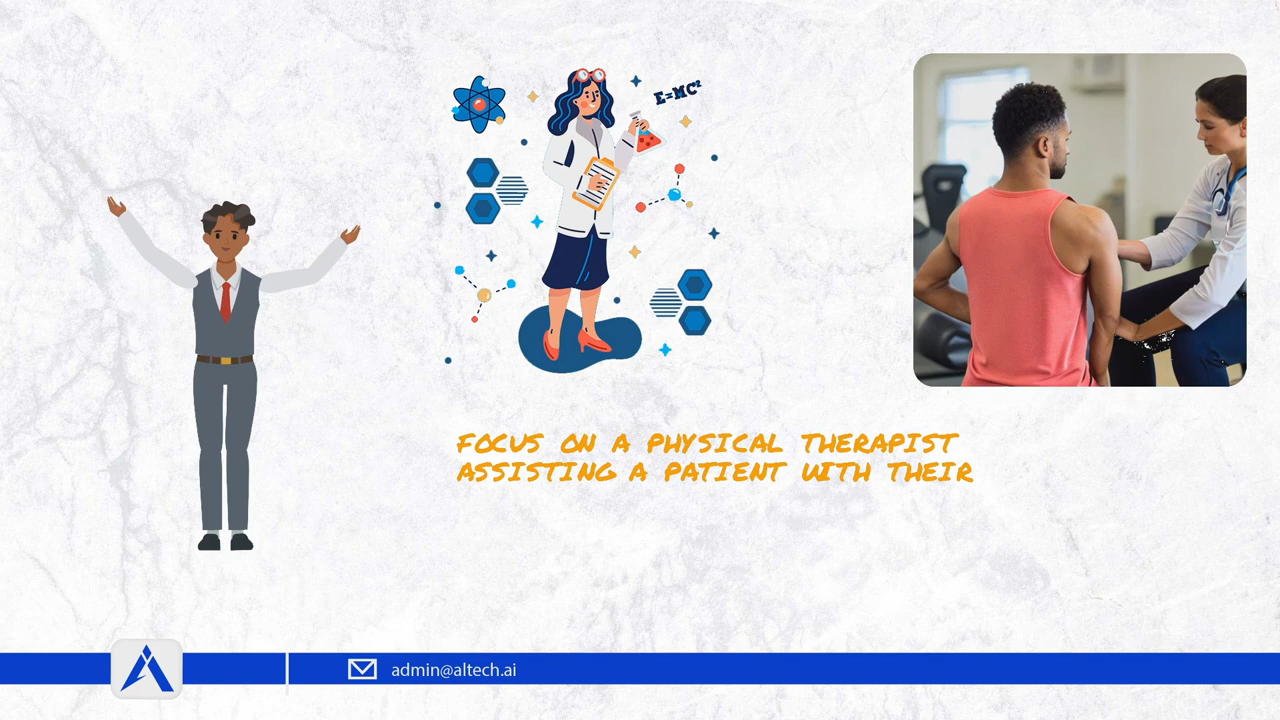 E=MC²
FOCUS ON A PHYSICAL THERAPIST
ASSISTING A PATIENT WITH THEIR
admin@altech.ai